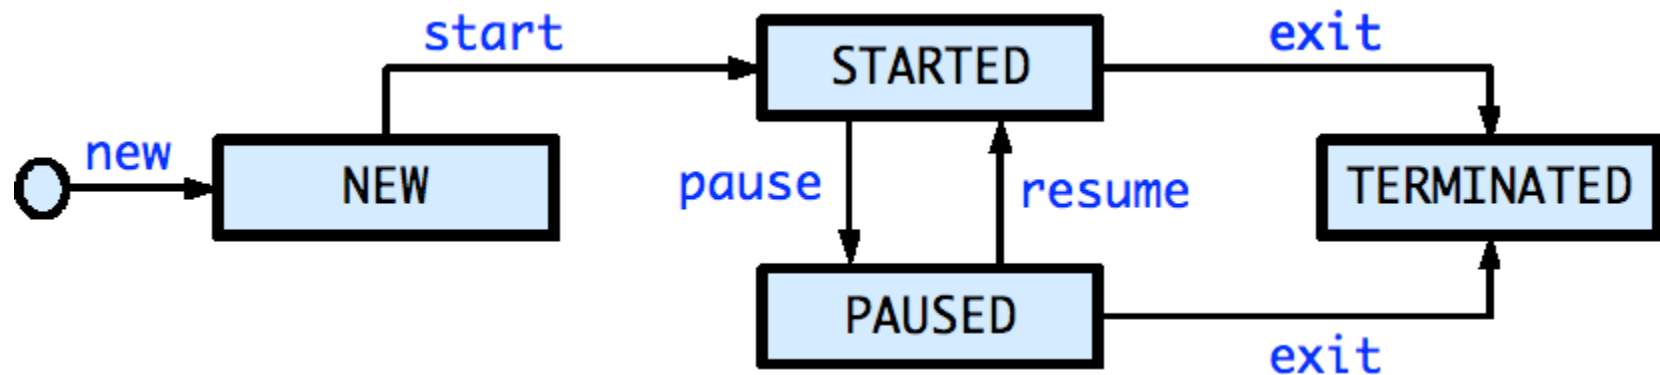 start
STARTED
exit
new
NEW
pause
resume
TERMINATED
PAUSED
exit